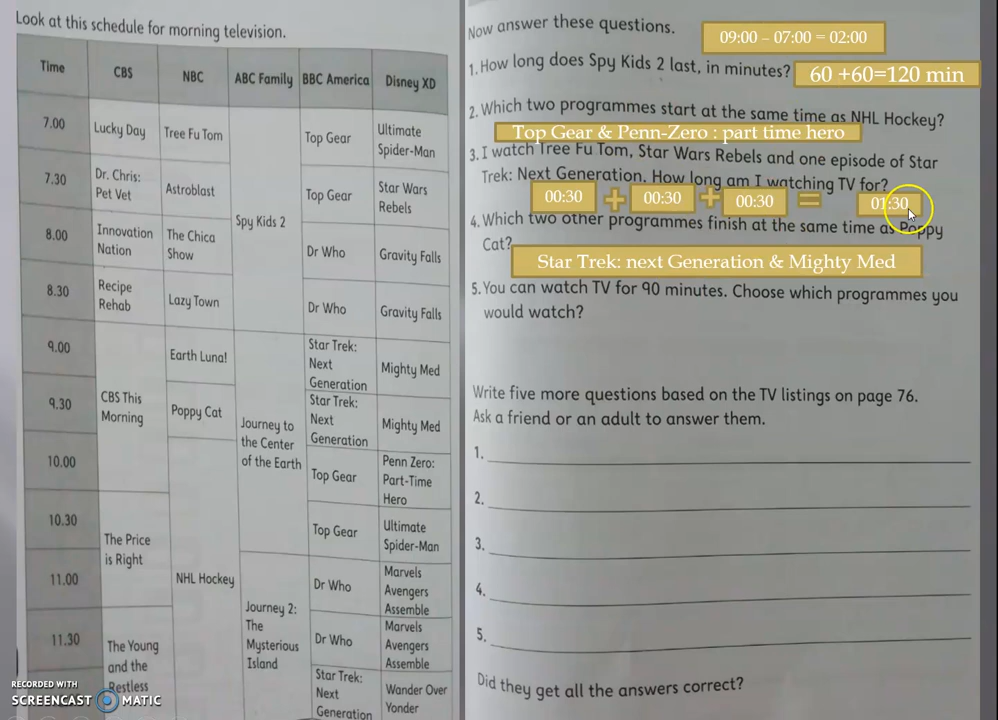 Look at this schedule for morning television.
Time CBS NBC ABC Family BBC America Disney XD
7.00 Lucky Day Tree Fu Tom Top Gear Ultimate Spider-Man
7.30 Dr. Chris: Pet Vet Astroblast Top Gear Star Wars Rebels
Spy Kids 2
8.00 Innovation Nation The Chica Show Dr Who Gravity Falls
8.30 Recipe Rehab Lazy Town Dr Who Gravity Falls
9.00 Earth Luna! Star Trek: Next Generation Mighty Med
CBS This Morning
9.30 Poppy Cat Star Trek: Next Generation Mighty Med
Journey to the Center of the Earth
10.00 Top Gear Penn Zero: Part-Time Hero
10.30 The Price is Right Top Gear Ultimate Spider-Man
11.00 NHL Hockey Dr Who Marvels Avengers Assemble
Journey 2: The Mysterious Island
11.30 The Young and the Restless Dr Who Marvels Avengers Assemble
Star Trek: Next Generation Wander Over Yonder
RECORDED WITH
SCREENCAST MATIC
Now answer these questions.
09:00 – 07:00 = 02:00
1. How long does Spy Kids 2 last, in minutes?
60 +60=120 min
2. Which two programmes start at the same time as NHL Hockey?
Top Gear & Penn-Zero : part time hero
3. I watch Tree Fu Tom, Star Wars Rebels and one episode of Star
Trek: Next Generation. How long am I watching TV for?
00:30 + 00:30 + 00:30 = 01:30
4. Which two other programmes finish at the same time as Poppy
Cat?
Star Trek: next Generation & Mighty Med
5. You can watch TV for 90 minutes. Choose which programmes you
would watch?
Write five more questions based on the TV listings on page 76.
Ask a friend or an adult to answer them.
1.
2.
3.
4.
5.
Did they get all the answers correct?